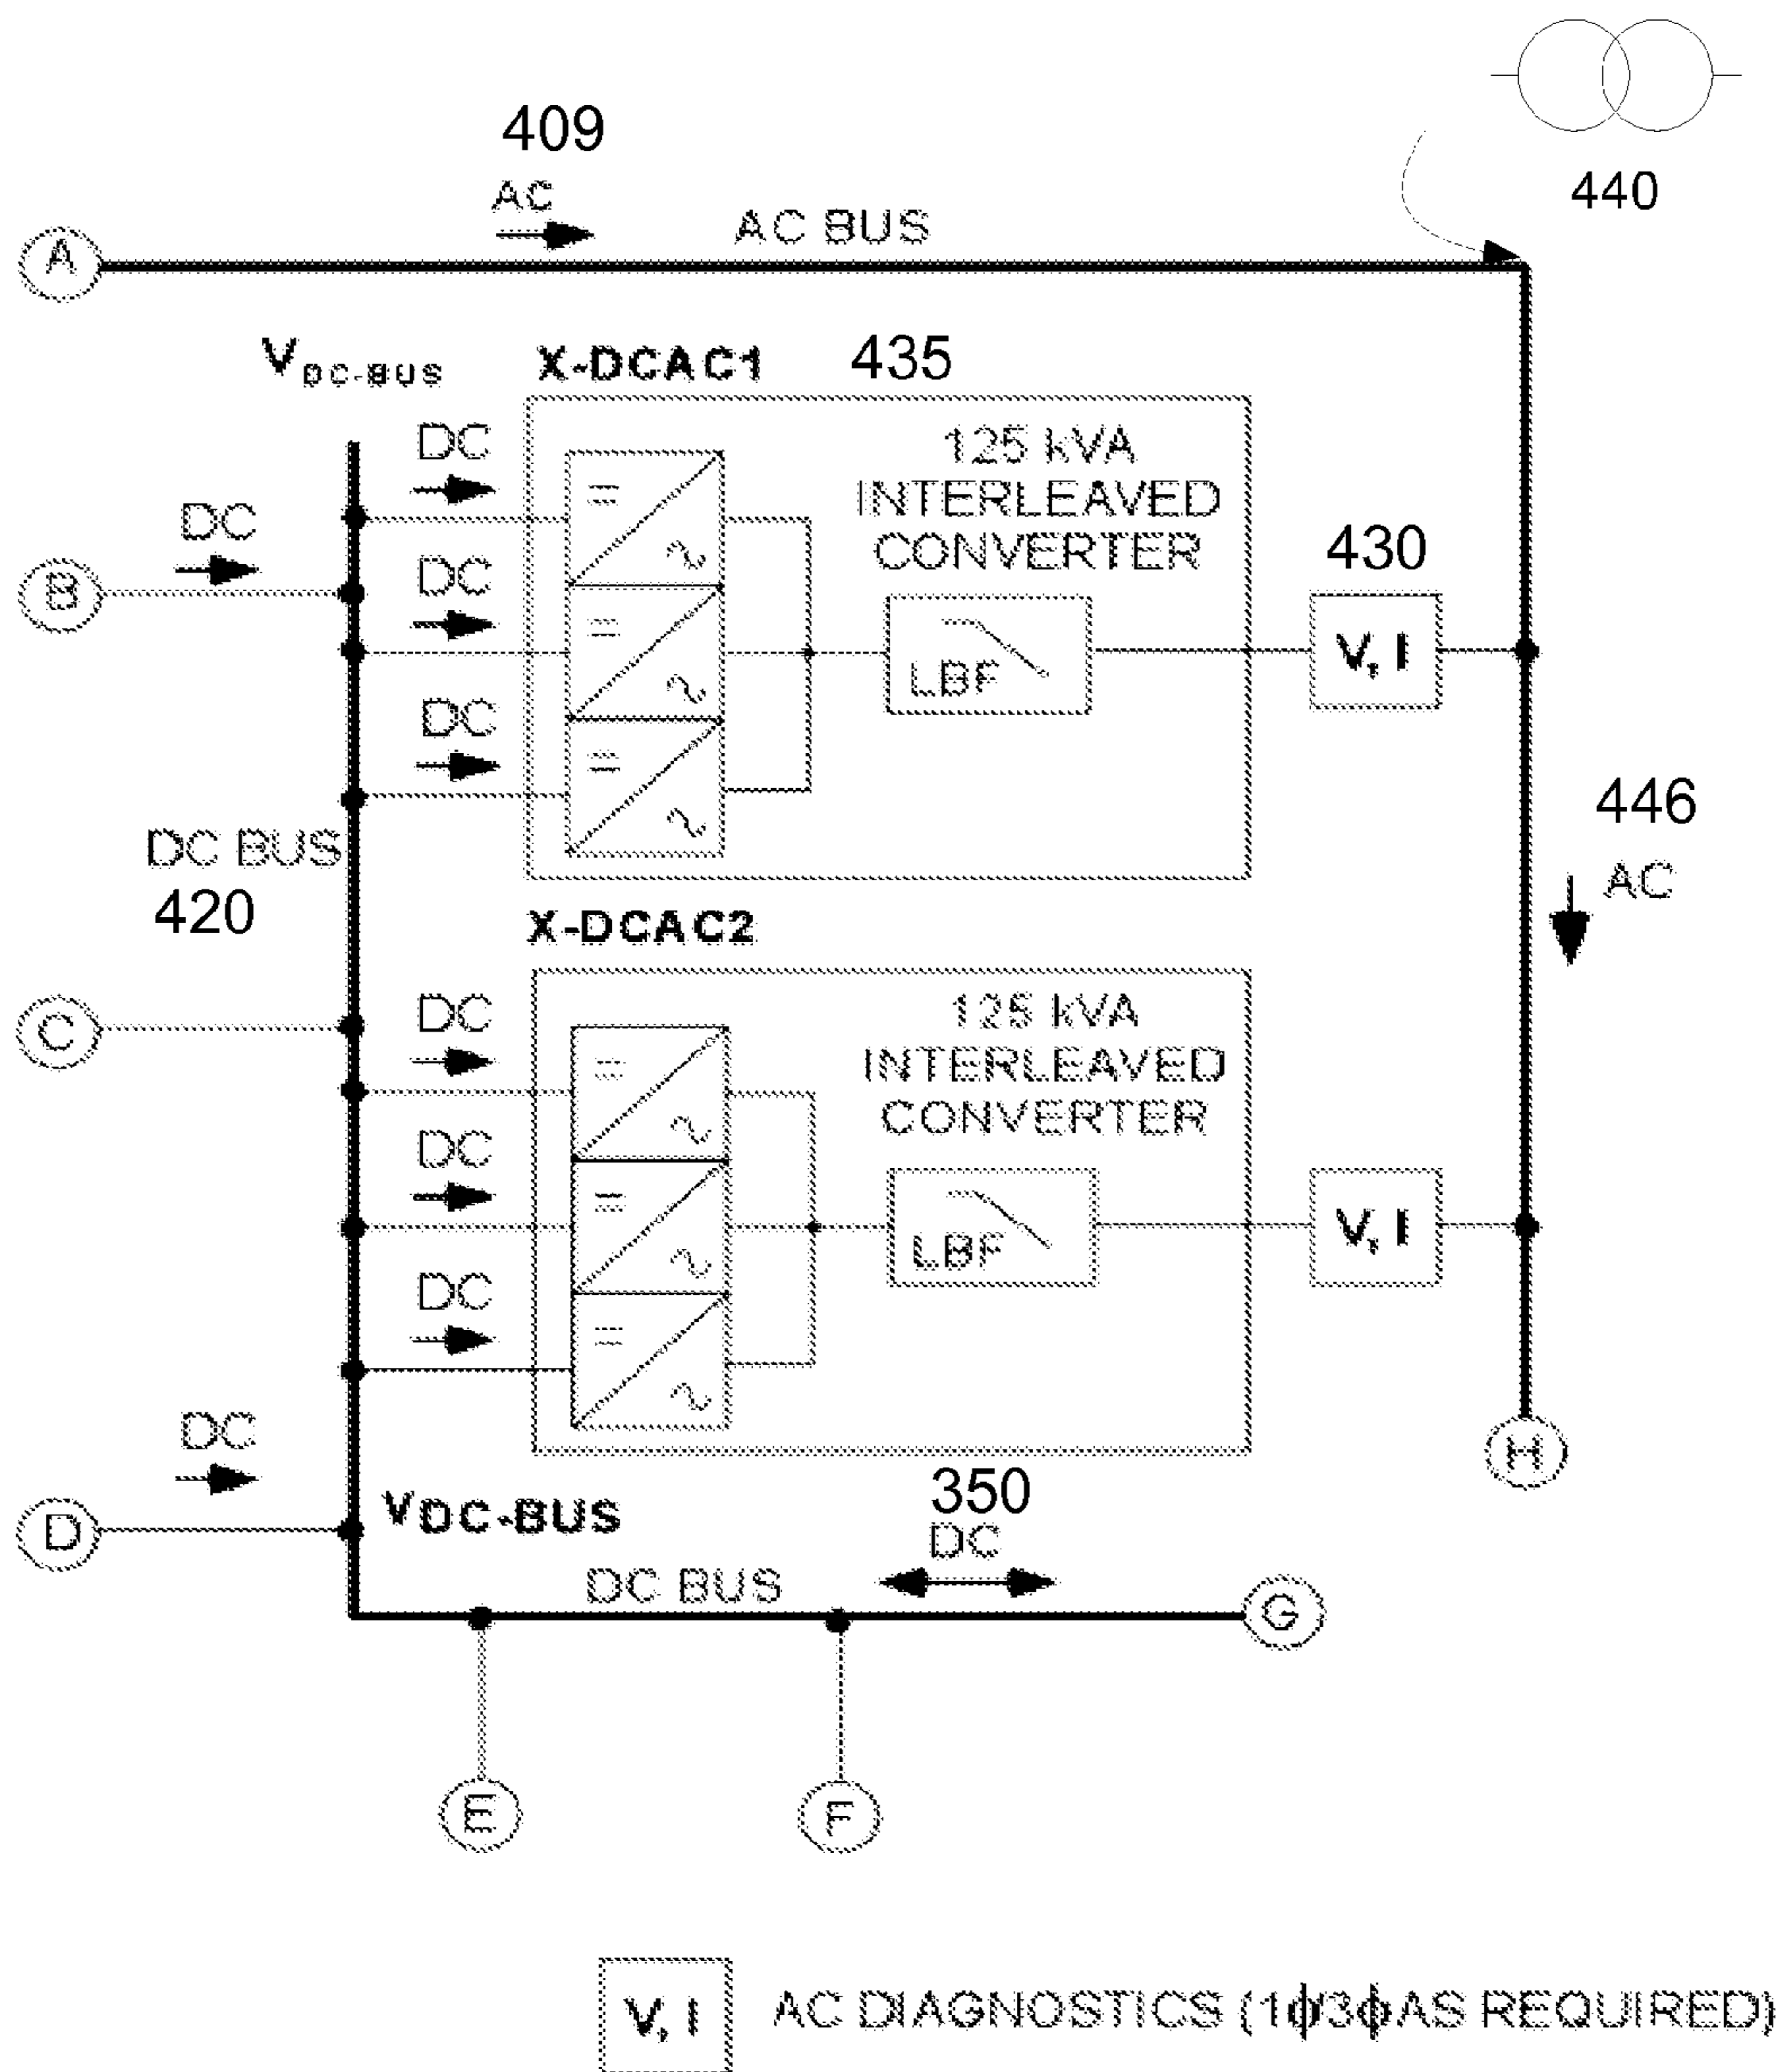 440
409
AC
AC BUS
A
V DC-BUS
X-DCAC1
435
DC
125 kVA
INTERLEAVED
CONVERTER
DC
B
DC
430
LBF
V, I
DC
446
AC
DC BUS
420
X-DCAC2
C
DC
125 kVA
INTERLEAVED
CONVERTER
DC
LBF
V, I
DC
DC
H
D
V DC-BUS
350
DC
DC BUS
G
E
F
V, I
AC DIAGNOSTICS (1ϕ/3ϕ AS REQUIRED)